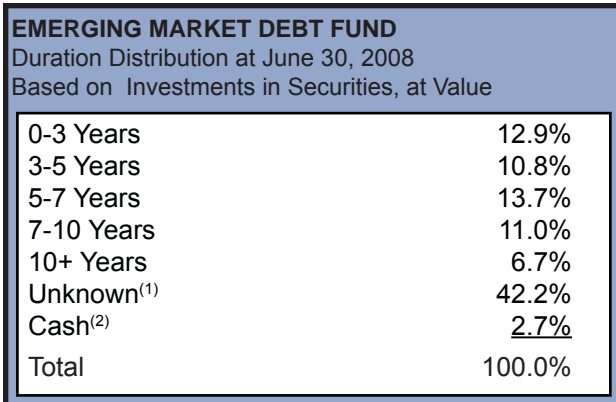 EMERGING MARKET DEBT FUND
Duration Distribution at June 30, 2008
Based on Investments in Securities, at Value
0-3 Years 12.9%
3-5 Years 10.8%
5-7 Years 13.7%
7-10 Years 11.0%
10+ Years 6.7%
Unknown(1) 42.2%
Cash(2) 2.7%
Total 100.0%